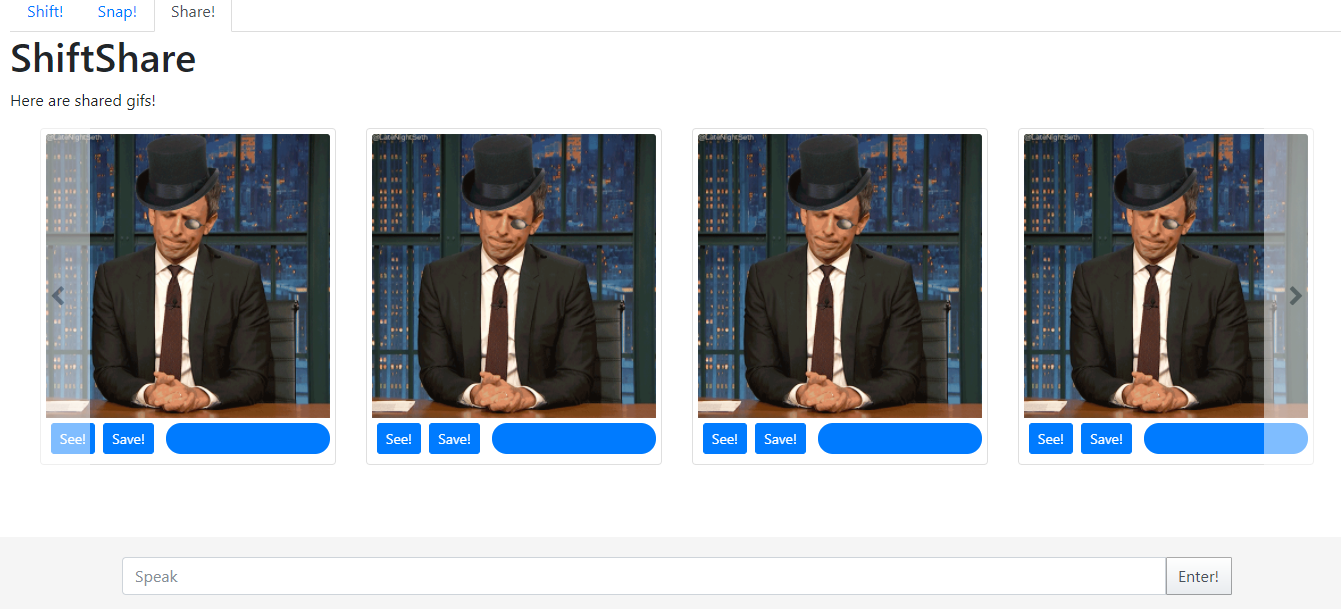 Shift! Snap! Share!
ShiftShare
Here are shared gifs!
@LateNightSeth @LateNightSeth @LateNightSeth @LateNightSeth
See! Save! See! Save! See! Save! See! Save!
Speak Enter!